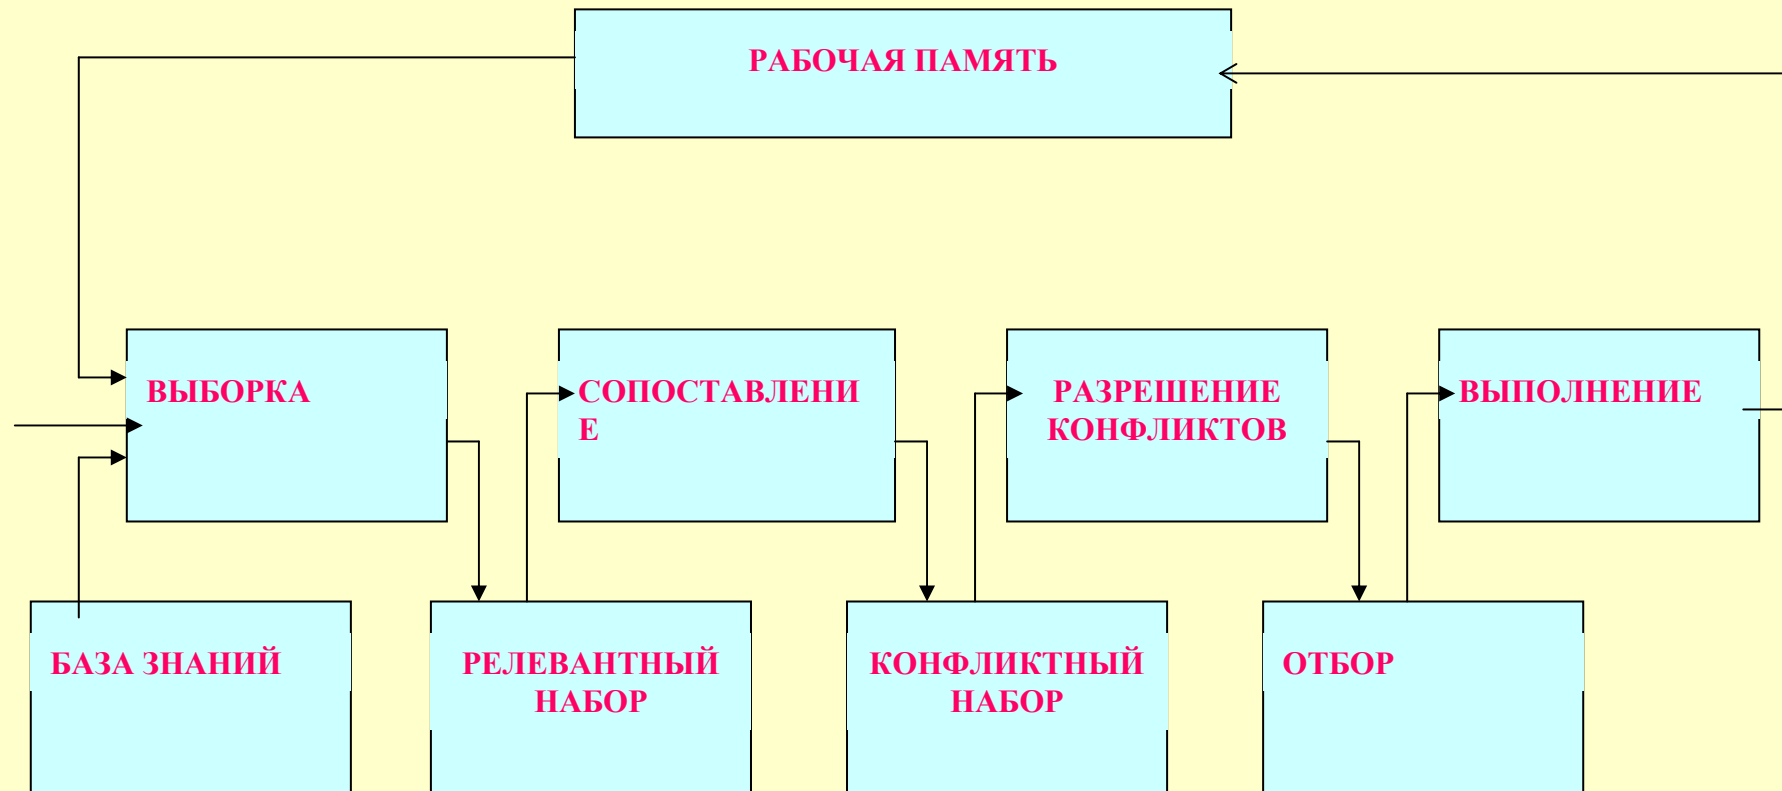 РАБОЧАЯ ПАМЯТЬ
ВЫБОРКА
СОПОСТАВЛЕНИ
Е
РАЗРЕШЕНИЕ
КОНФЛИКТОВ
ВЫПОЛНЕНИЕ
БАЗА ЗНАНИЙ
РЕЛЕВАНТНЫЙ
НАБОР
КОНФЛИКТНЫЙ
НАБОР
ОТБОР